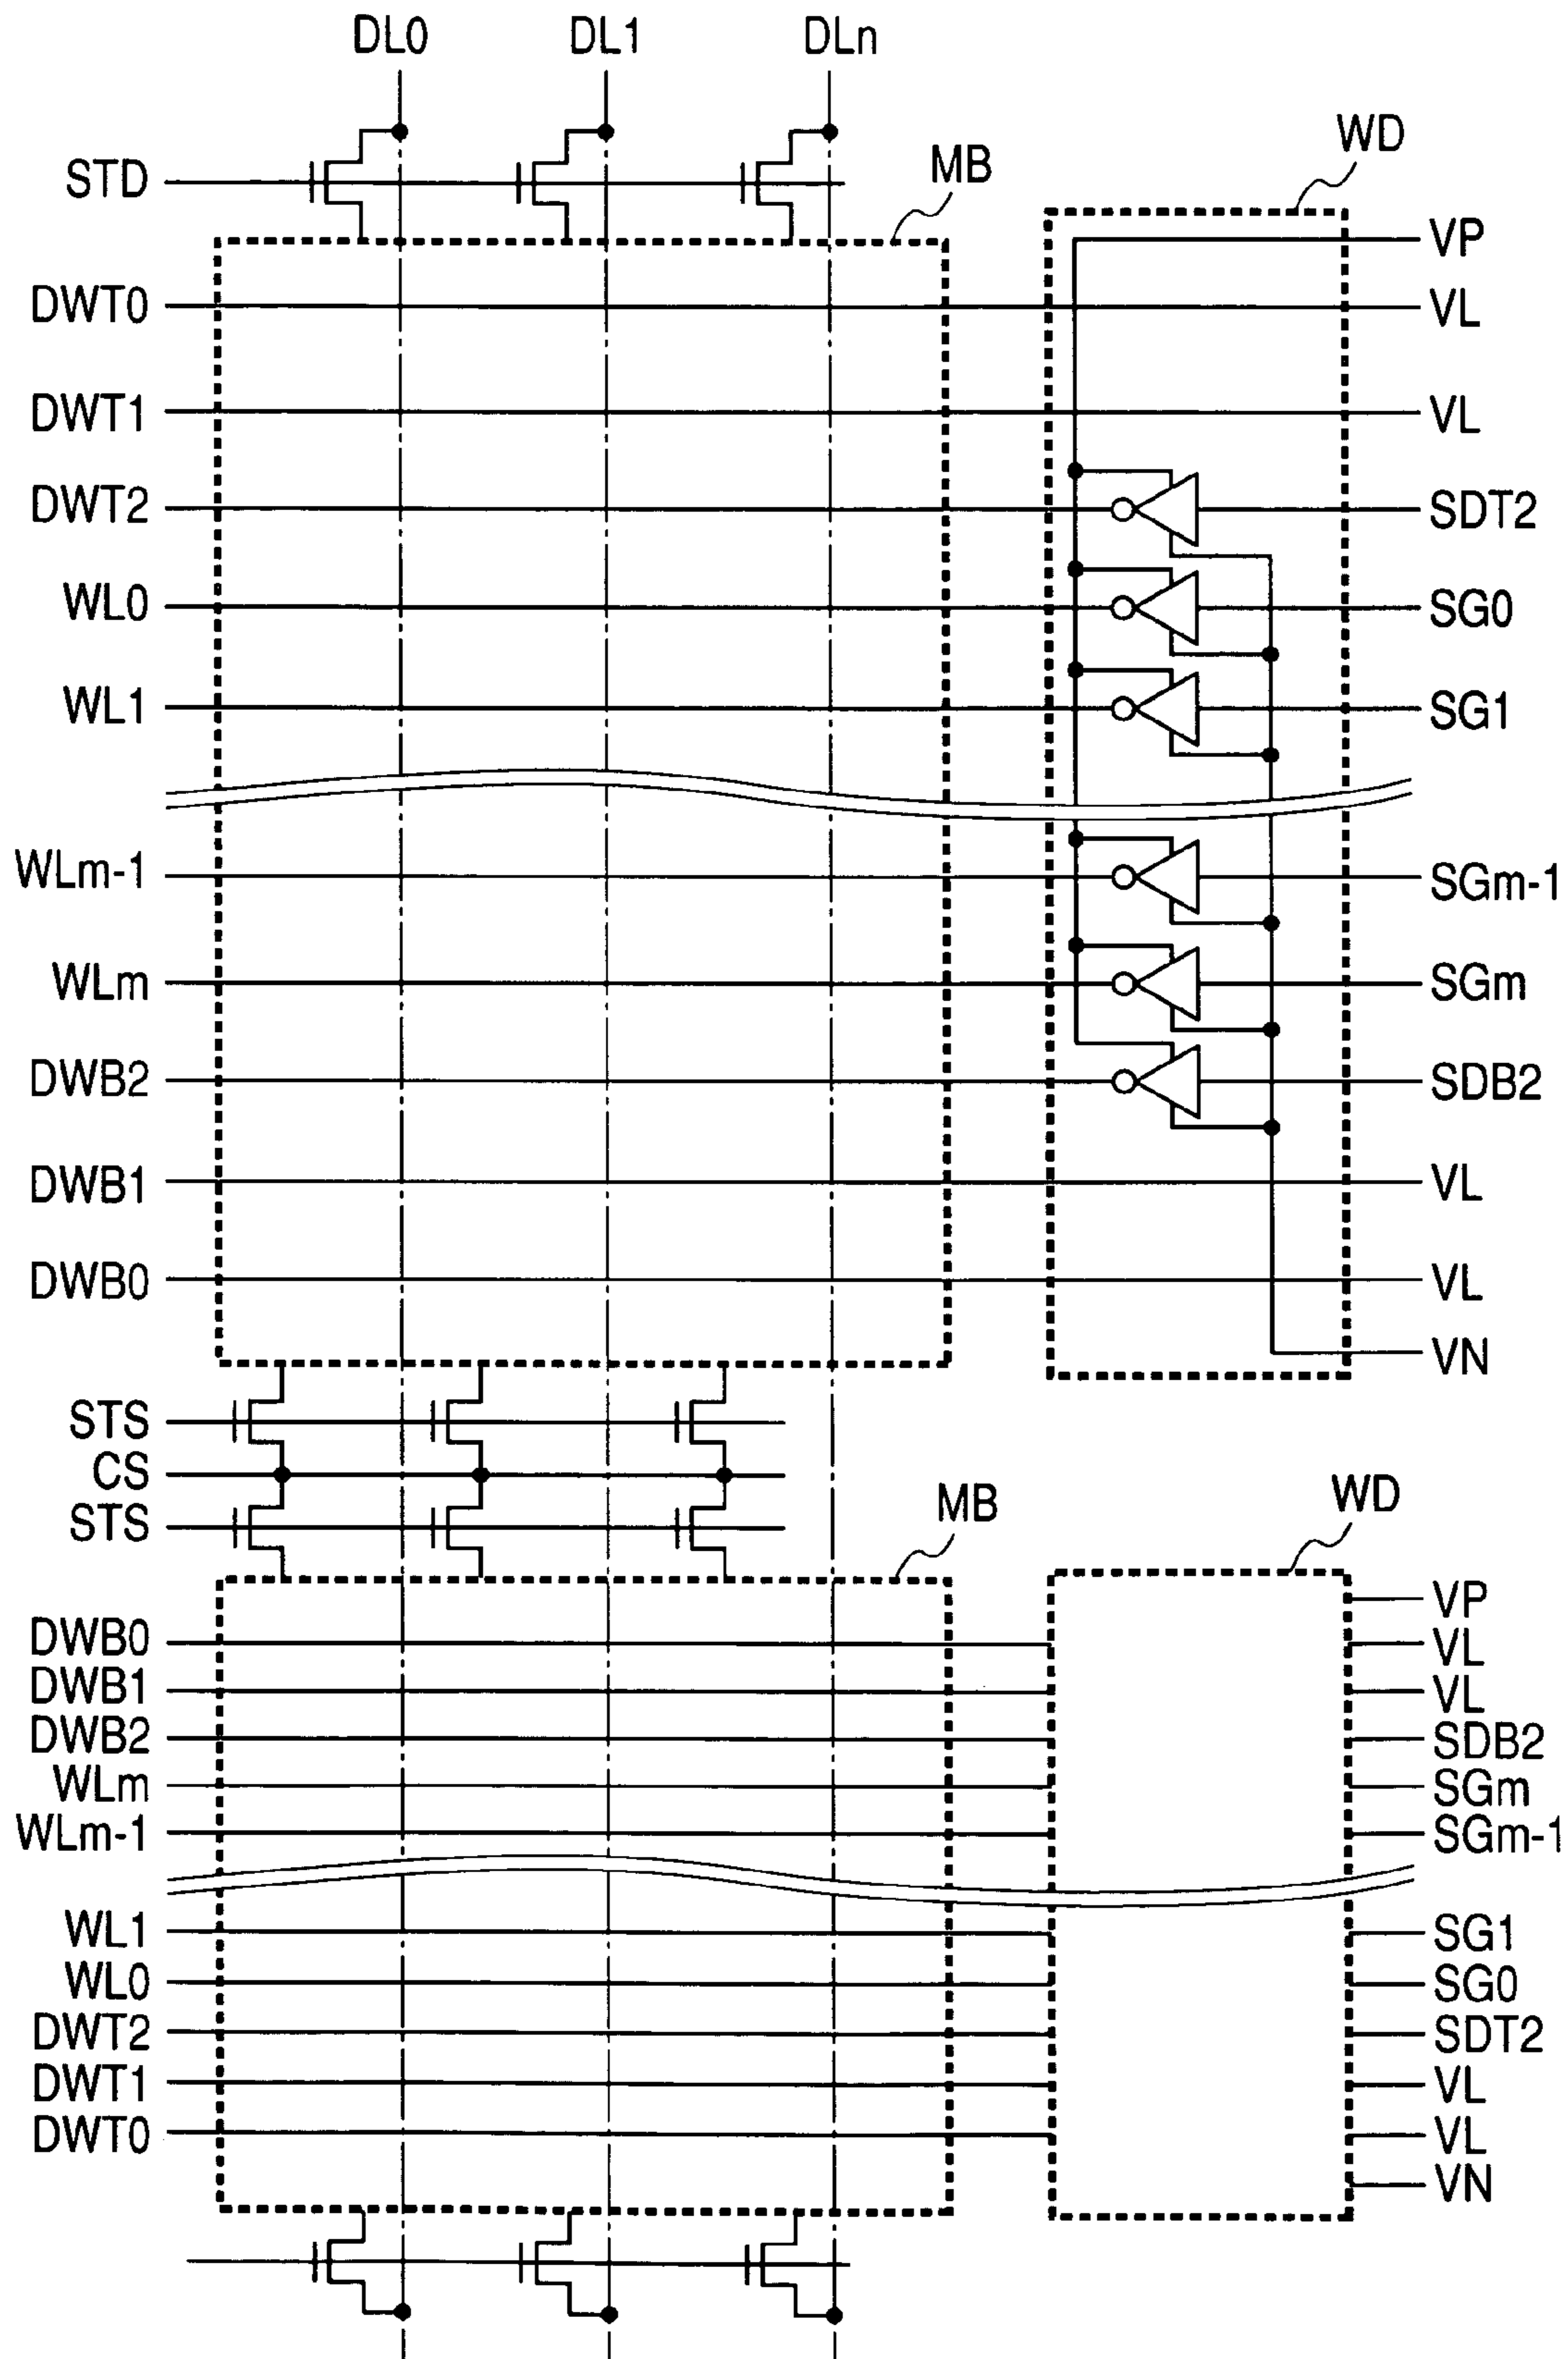 DL0 DL1 DLn
WD
MB
STD
VP
DWT0 VL
DWT1 VL
DWT2 SDT2
WL0 SG0
WL1 SG1
WLm-1 SGm-1
WLm SGm
DWB2 SDB2
DWB1 VL
DWB0 VL
VN
STS
CS
STS
MB WD
VP
DWB0 VL
DWB1 VL
DWB2 SDB2
WLm SGm
WLm-1 SGm-1
WL1 SG1
WL0 SG0
DWT2 SDT2
DWT1 VL
DWT0 VL
VN